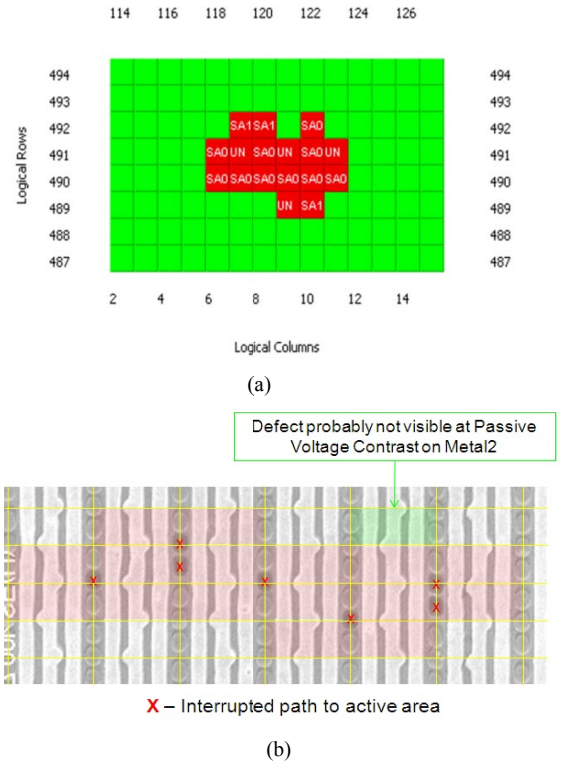 114 116 118 120 122 124 126
494 494
493 493
492 SA1 SA1 SA0 492
491 SA0 UN SA0 UN SA0 UN 491
490 SA0 SA0 SA0 SA0 SA0 SA0 490
489 UN SA1 489
488 488
487 487
Logical Rows
2 4 6 8 10 12 14
Logical Columns
(a)
Defect probably not visible at Passive
Voltage Contrast on Metal2
X – Interrupted path to active area
(b)